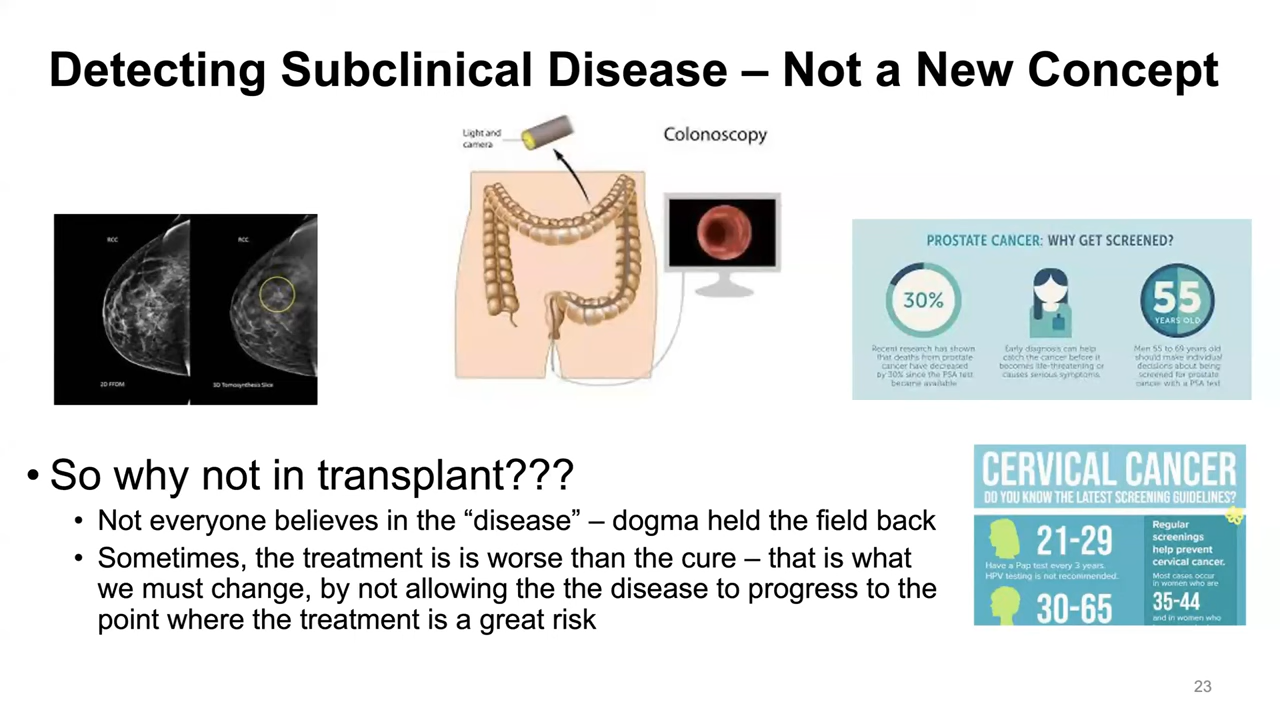 Detecting Subclinical Disease – Not a New Concept
Light and
camera
Colonoscopy
RCC
RCC
2D FFDM
3D Tomosynthesis Slice
PROSTATE CANCER: WHY GET SCREENED?
30%
Recent research has shown
that deaths from prostate
cancer have decreased
by 30% since the PSA test
became available
Early diagnosis can help
catch the cancer before it
becomes life-threatening or
causes serious symptoms.
55
YEARS OLD
Men 55 to 69 years old
should make individual
decisions about being
screened for prostate
cancer with a PSA test
• So why not in transplant???
• Not everyone believes in the “disease” – dogma held the field back
• Sometimes, the treatment is is worse than the cure – that is what
we must change, by not allowing the the disease to progress to the
point where the treatment is a great risk
CERVICAL CANCER
DO YOU KNOW THE LATEST SCREENING GUIDELINES?
21-29
Have a Pap test every 3 years.
HPV testing is not recommended.
30-65
Regular
screenings
help prevent
cervical cancer.
Most cases occur
in women who are
35-44
and in women who
23